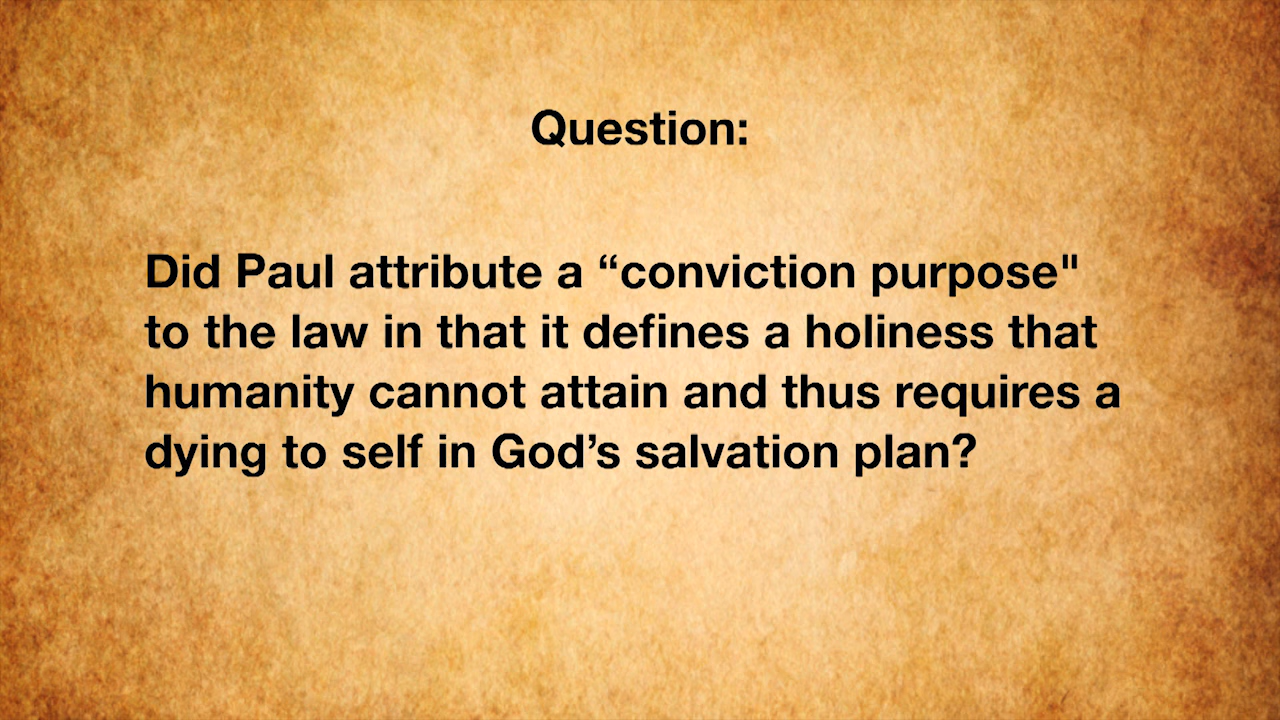 Question:
Did Paul attribute a “conviction purpose"
to the law in that it defines a holiness that
humanity cannot attain and thus requires a
dying to self in God’s salvation plan?